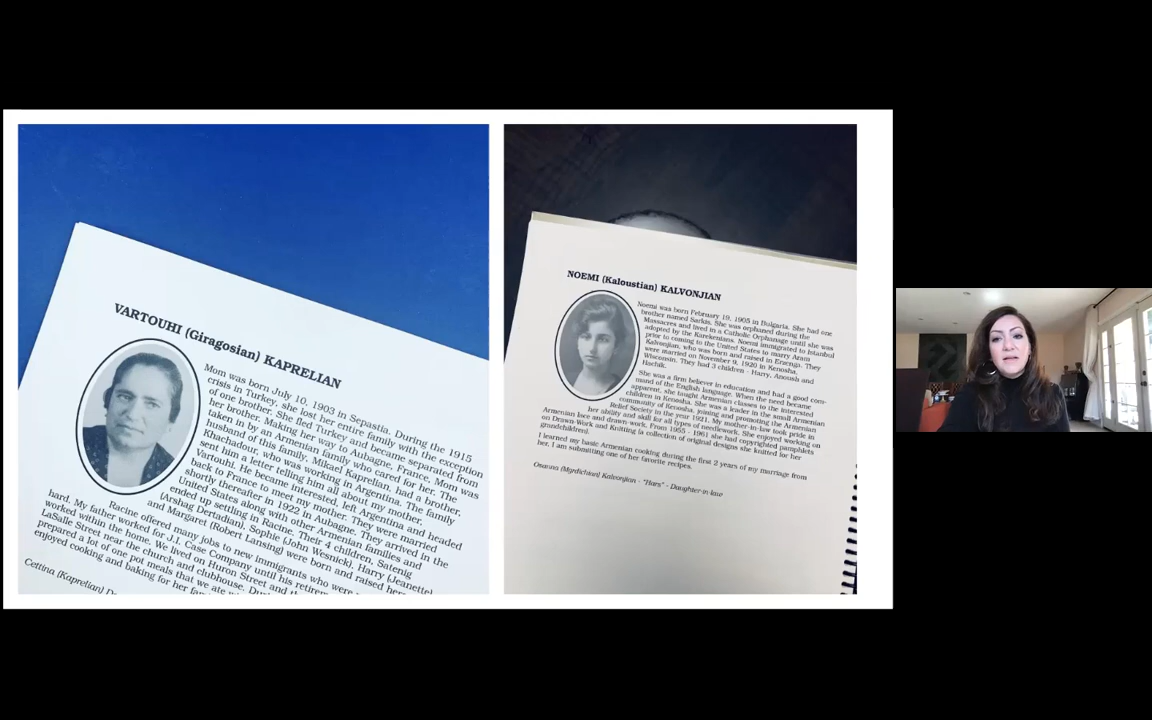 VARTOUHI (Giragosian) KAPRELIAN
Mom was born July 10, 1903 in Sepastia. During the 1915
crisis in Turkey, she lost her entire family with the exception
of one brother. She fled Turkey and became separated from
her brother. Making her way to Aubagne, France, Mom was
taken in by an Armenian family who cared for her. The
husband of this family, Mikael Kaprelian, had a brother,
Khachadour, who was working in Argentina. The family
sent him a letter telling him all about my mother,
Vartouhi. He became interested, left Argentina and headed
back to France to meet my mother. They were married
shortly thereafter in 1922 in Aubagne. They arrived in the
United States along with other Armenian families and
ended up settling in Racine. Their 4 children, Satenig
(Arshag Dertadian), Sophie (John Wesnick), Harry (Jeanette)
and Margaret (Robert Lansing) were born and raised here
Racine offered many jobs to new immigrants who were
hard. My father worked for J.I. Case Company until his retirem
worked within the home. We lived on Huron Street and
LaSalle Street near the church and clubhouse.
prepared a lot of one pot meals that we ate
enjoyed cooking and baking for her fam
Cettina (Kaprelian)
NOEMI (Kaloustian) KALVONJIAN
Noemi was born February 19, 1905 in Bulgaria. She had one
brother named Sarkis. She was orphaned during the
Massacres and lived in a Catholic Orphanage until she was
adopted by the Karekenians. Noemi immigrated to Istanbul
prior to coming to the United States to marry Aram
Kalvonjian, who was born and raised in Erzenga. They
were married on November 9, 1920 in Kenosha,
Wisconsin. They had 3 children - Harry, Anoush and
Hachik.
She was a firm believer in education and had a good com-
mand of the English language. When the need became
apparent, she taught Armenian classes to the interested
children in Kenosha. She was a leader in the small Armenian
community of Kenosha, joining and promoting the Armenian
Relief Society in the year 1921. My mother-in-law took pride in
her ability and skill for all types of needlework. She enjoyed working on
Armenian lace and drawn-work. From 1955 - 1961 she had copyrighted pamphlets
on Drawn-Work and Knitting (a collection of original designs she knitted for her
grandchildren).
I learned my basic Armenian cooking during the first 2 years of my marriage from
her. I am submitting one of her favorite recipes.
(Myrdichian) Kalvonjian - "Hars" - Daughter-in-law